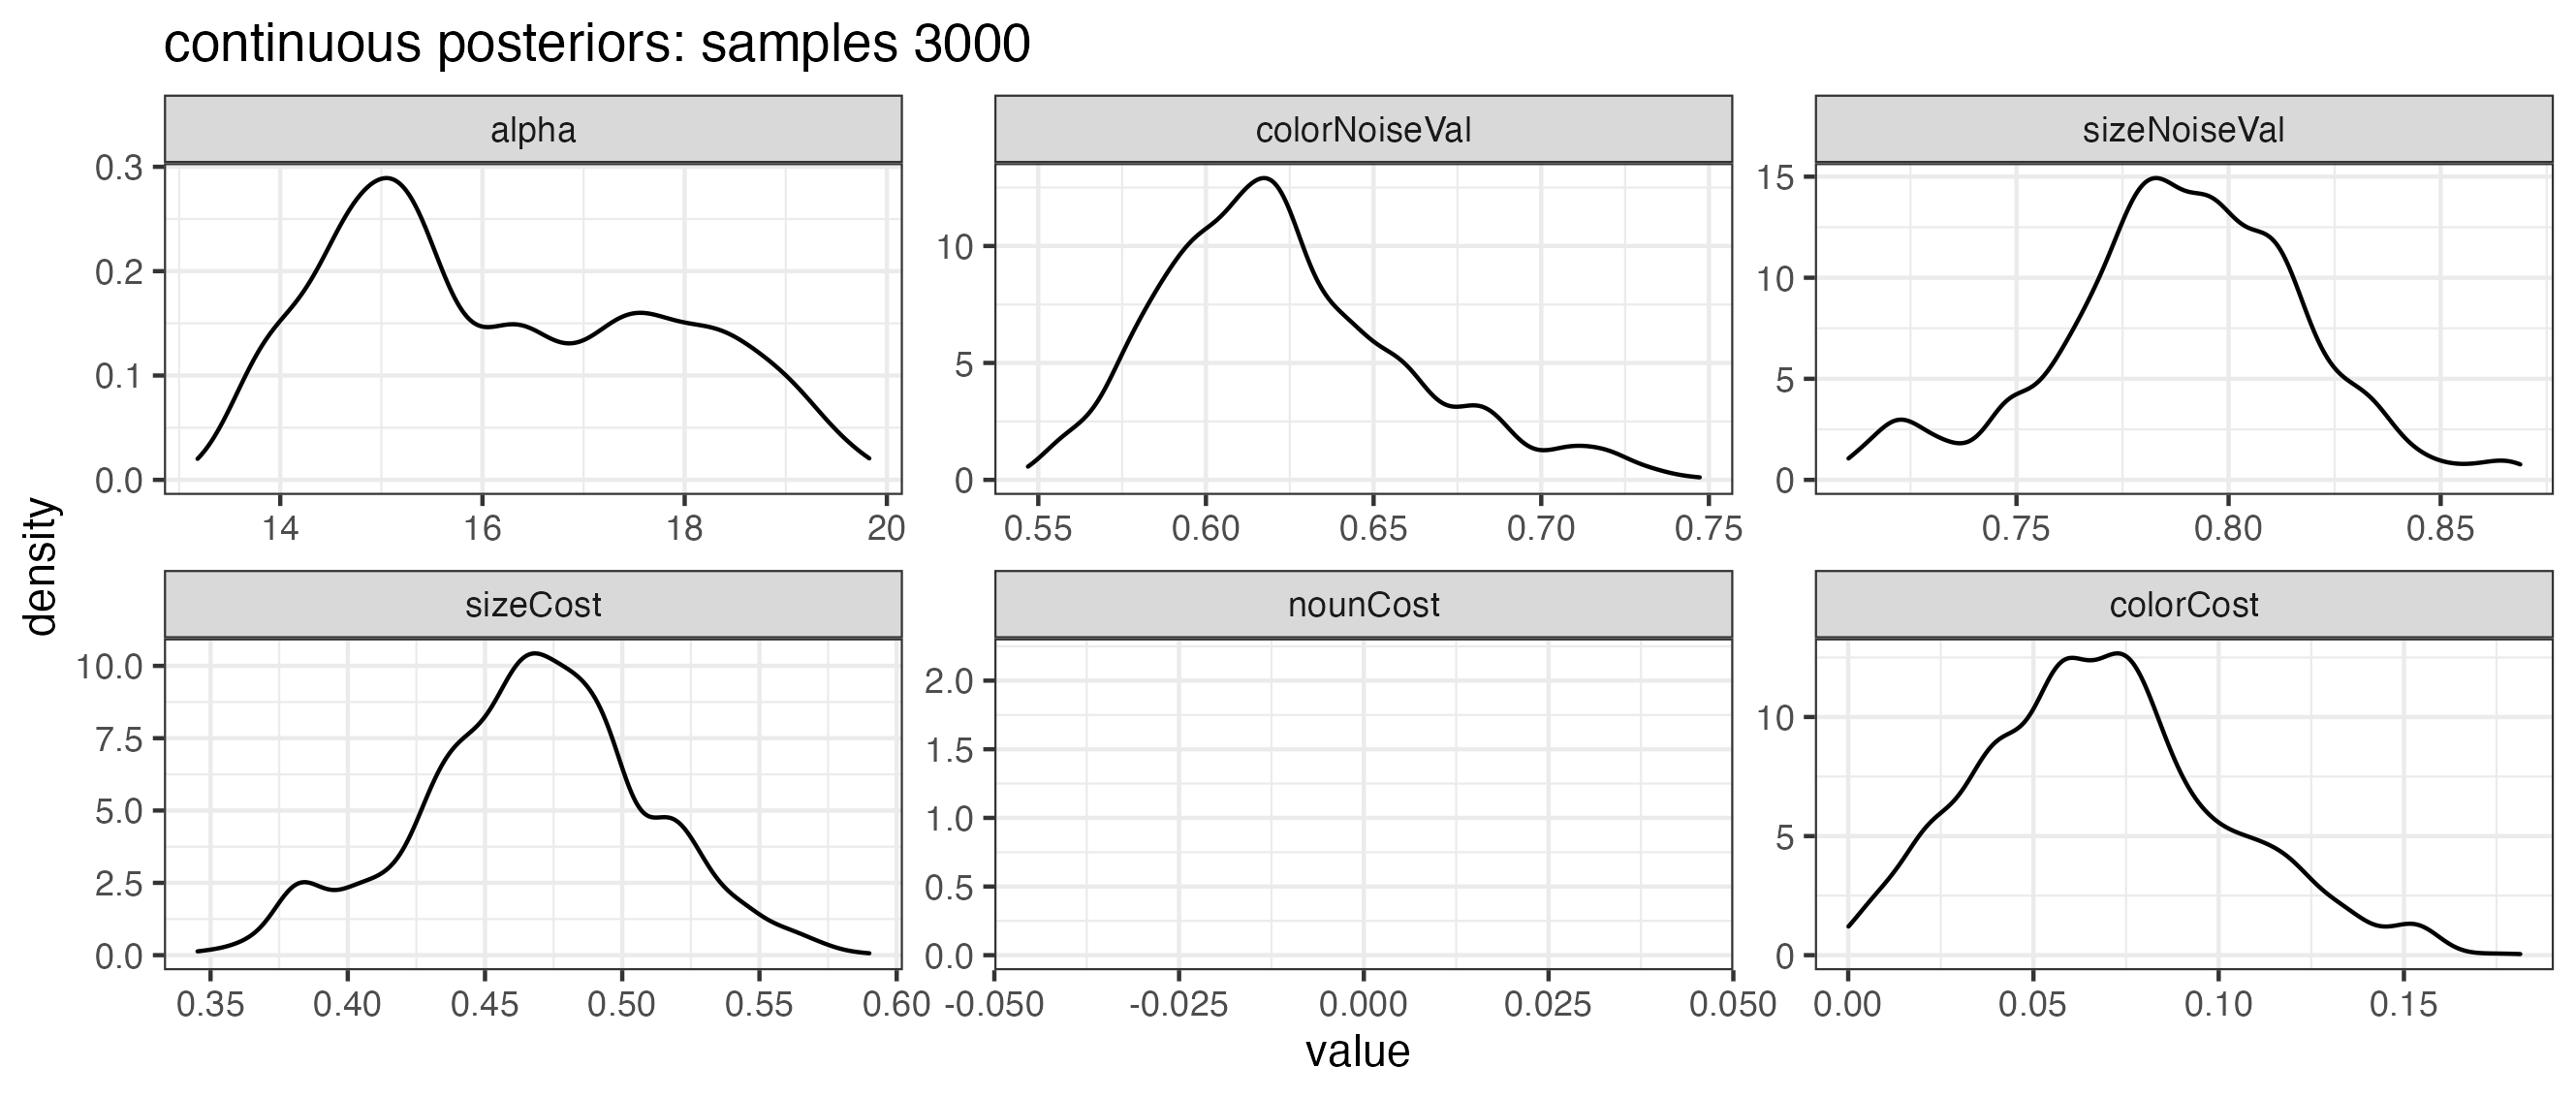 continuous posteriors: samples 3000
alpha
colorNoiseVal
sizeNoiseVal
0.3
0.2
0.1
0.0
10
5
0
15
10
5
0
14 16 18 20
0.55 0.60 0.65 0.70 0.75
0.75 0.80 0.85
density
sizeCost
nounCost
colorCost
10.0
7.5
5.0
2.5
0.0
2.0
1.5
1.0
0.5
0.0
10
5
0
0.35 0.40 0.45 0.50 0.55 0.60
-0.050 -0.025 0.000 0.025 0.050
0.00 0.05 0.10 0.15
value